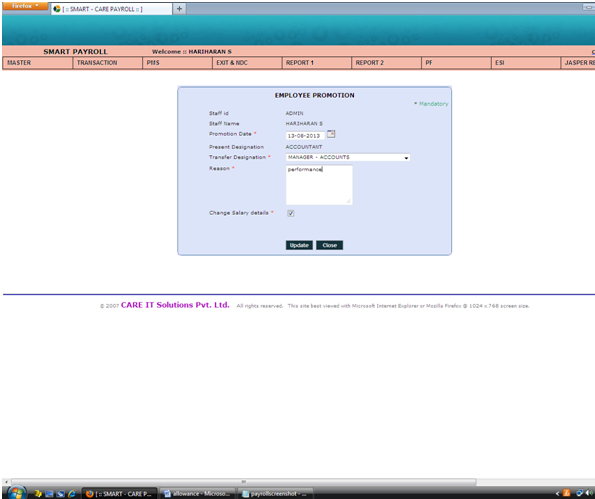 Firefox
[ :: SMART - CARE PAYROLL :: ] +
SMART PAYROLL Welcome :: HARIHARAN S
MASTER TRANSACTION PMS EXIT & NDC REPORT 1 REPORT 2 PF ESI JASPER RE
EMPLOYEE PROMOTION
* Mandatory
Staff Id ADMIN
Staff Name HARIHARAN S
Promotion Date * 13-08-2013
Present Designation ACCOUNTANT
Transfer Designation * MANAGER - ACCOUNTS
Reason * performance
Change Salary details *
Update Close
© 2007 CARE IT Solutions Pvt. Ltd. All rights reserved. This site best viewed with Microsoft Internet Explorer or Mozilla Firefox @ 1024 x 768 screen size.
[ :: SMART - CARE P... allowance - Microso... payrollscreenshot - ...